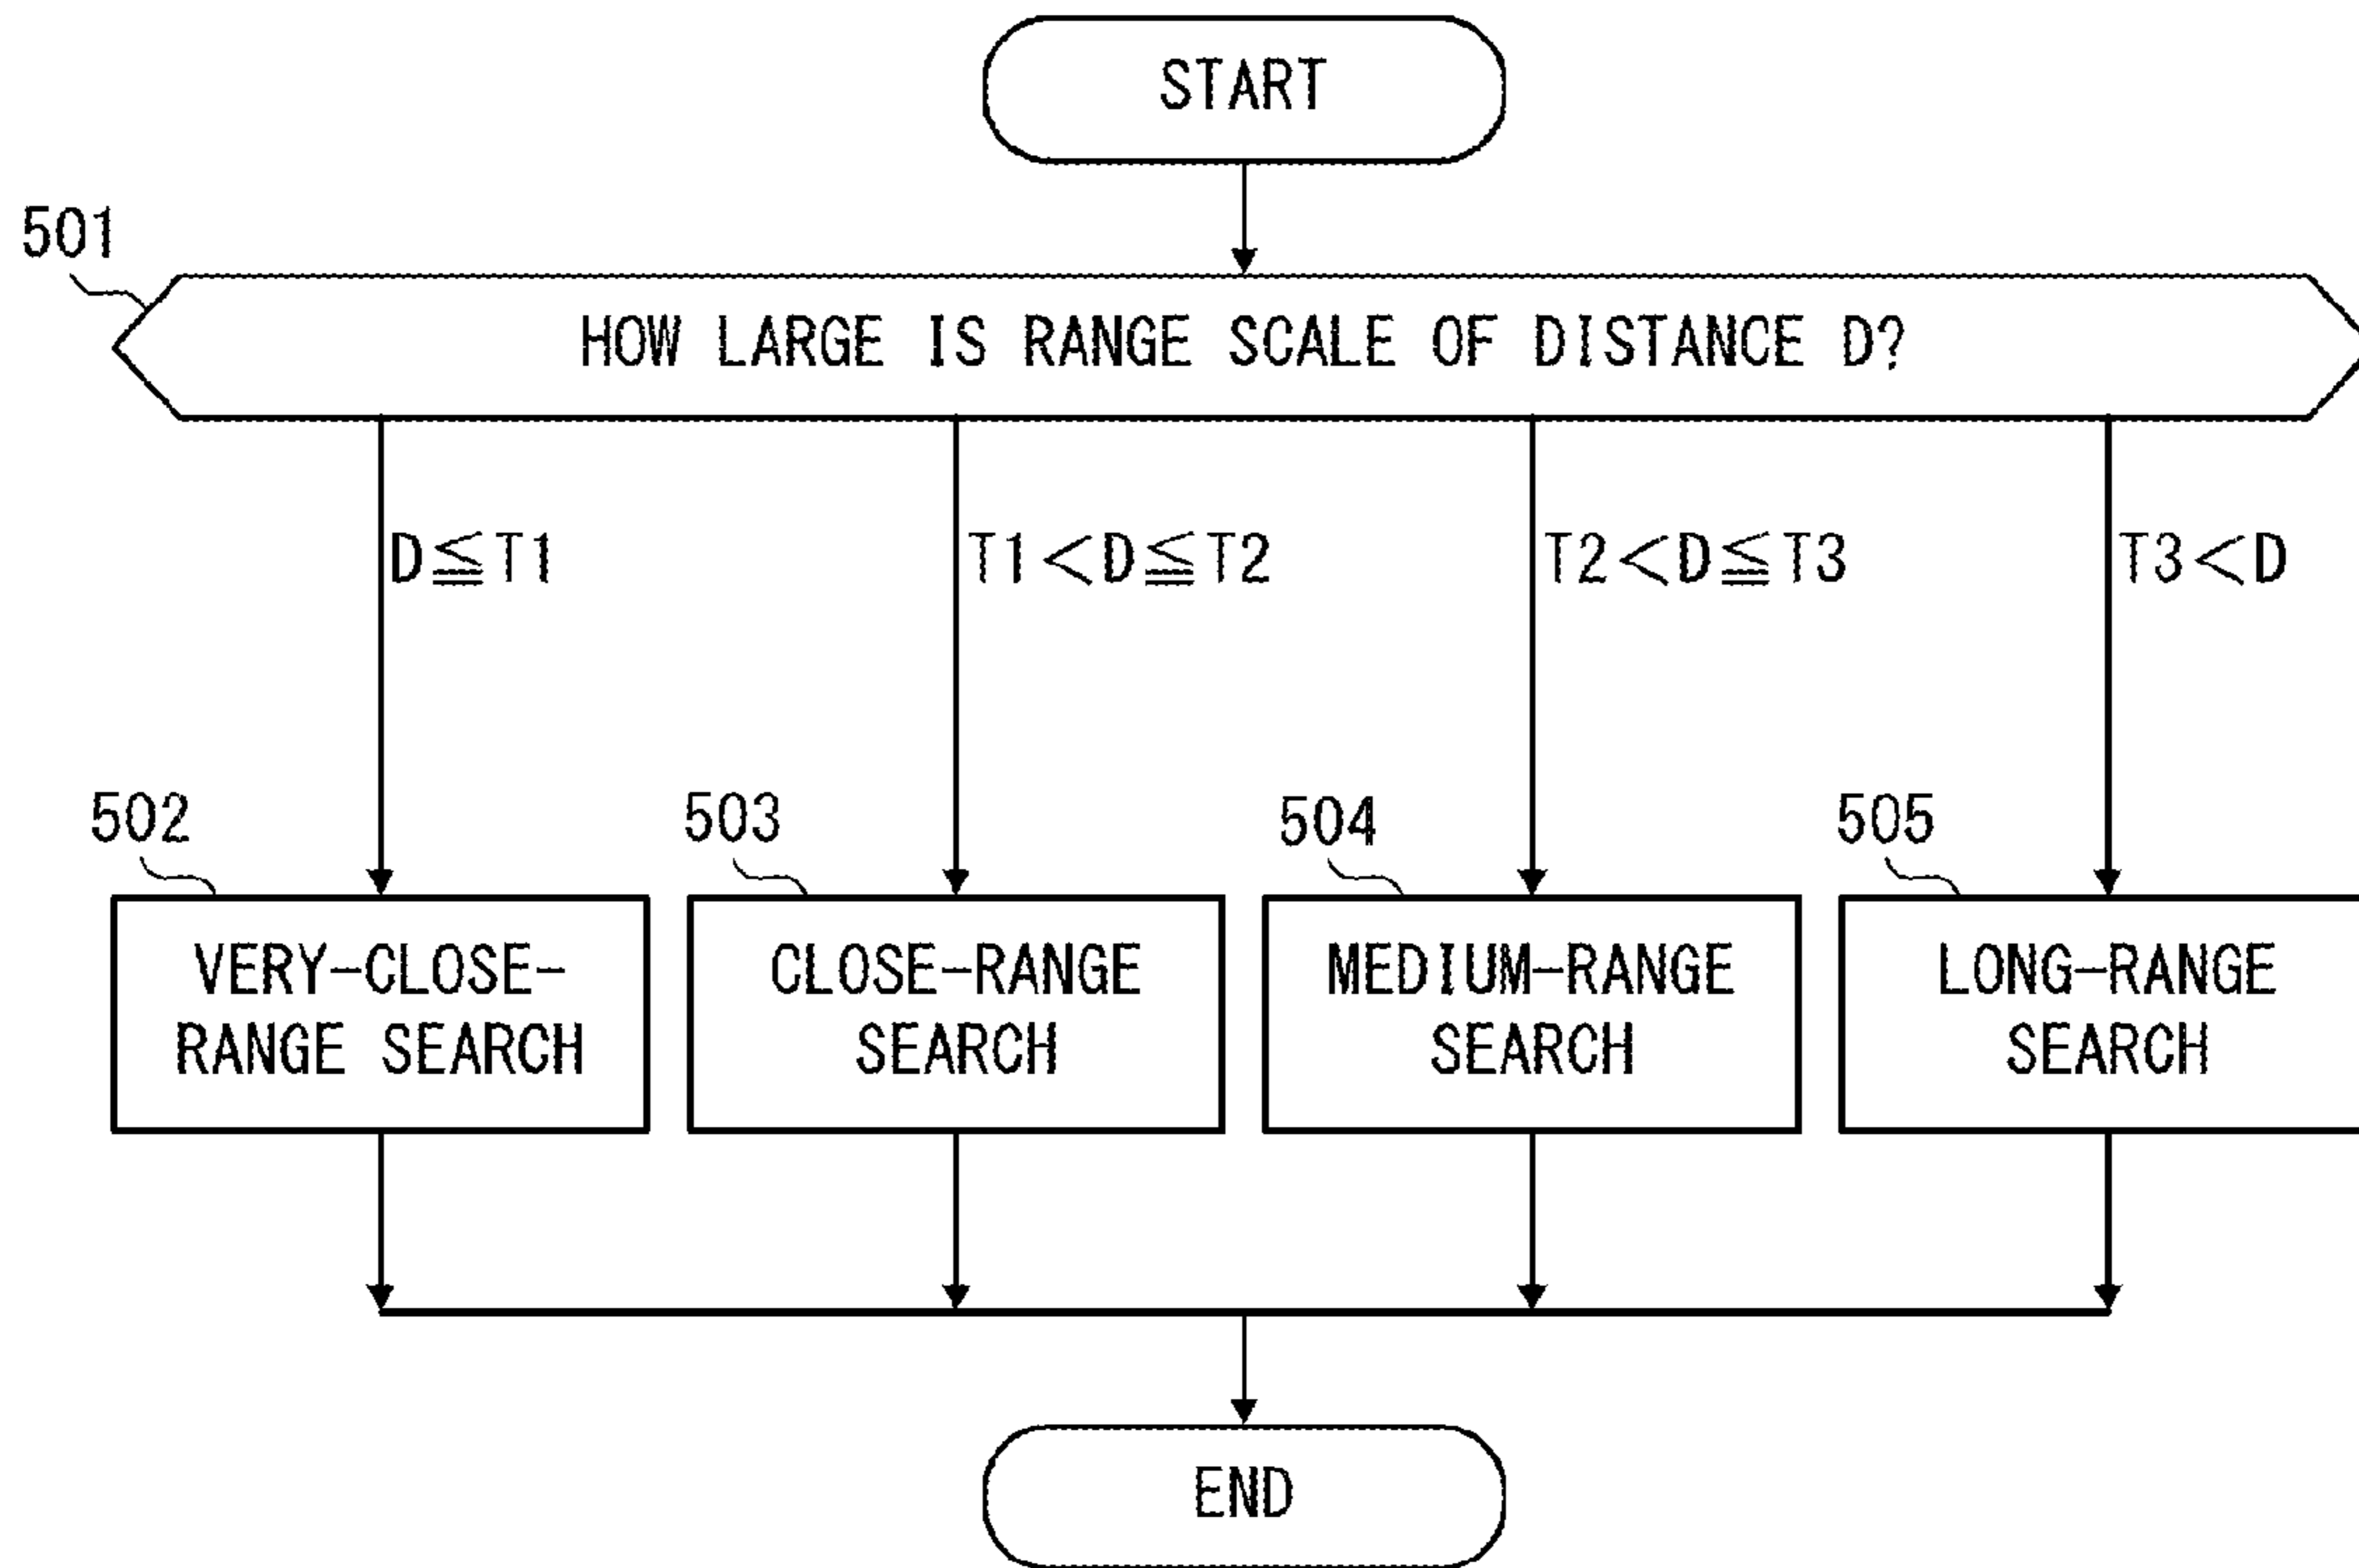 START
501
HOW LARGE IS RANGE SCALE OF DISTANCE D?
D≦T1
T1<D≦T2
T2<D≦T3
T3<D
502
503
504
505
VERY-CLOSE-
RANGE SEARCH
CLOSE-RANGE
SEARCH
MEDIUM-RANGE
SEARCH
LONG-RANGE
SEARCH
END